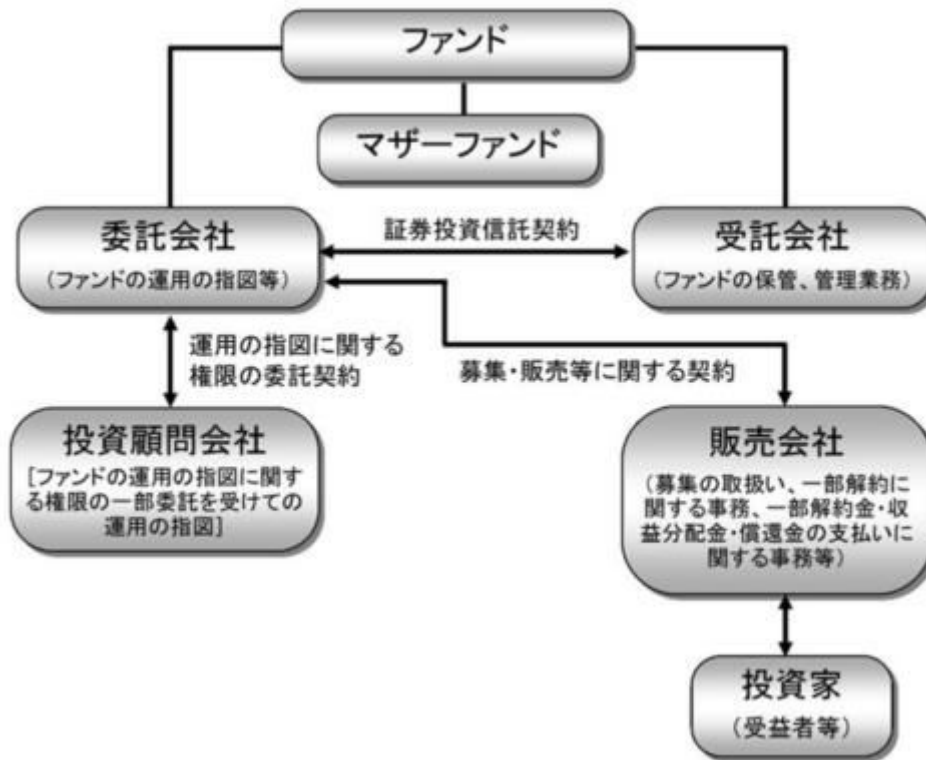 ファンド
マザーファンド
委託会社
（ファンドの運用の指図等）
証券投資信託契約
受託会社
（ファンドの保管、管理業務）
運用の指図に関する
権限の委託契約
募集・販売等に関する契約
投資顧問会社
[ファンドの運用の指図に関す
る権限の一部委託を受けての
運用の指図]
販売会社
（募集の取扱い、一部解約に
関する事務、一部解約金・収
益分配金・償還金の支払いに
関する事務等）
投資家
（受益者等）